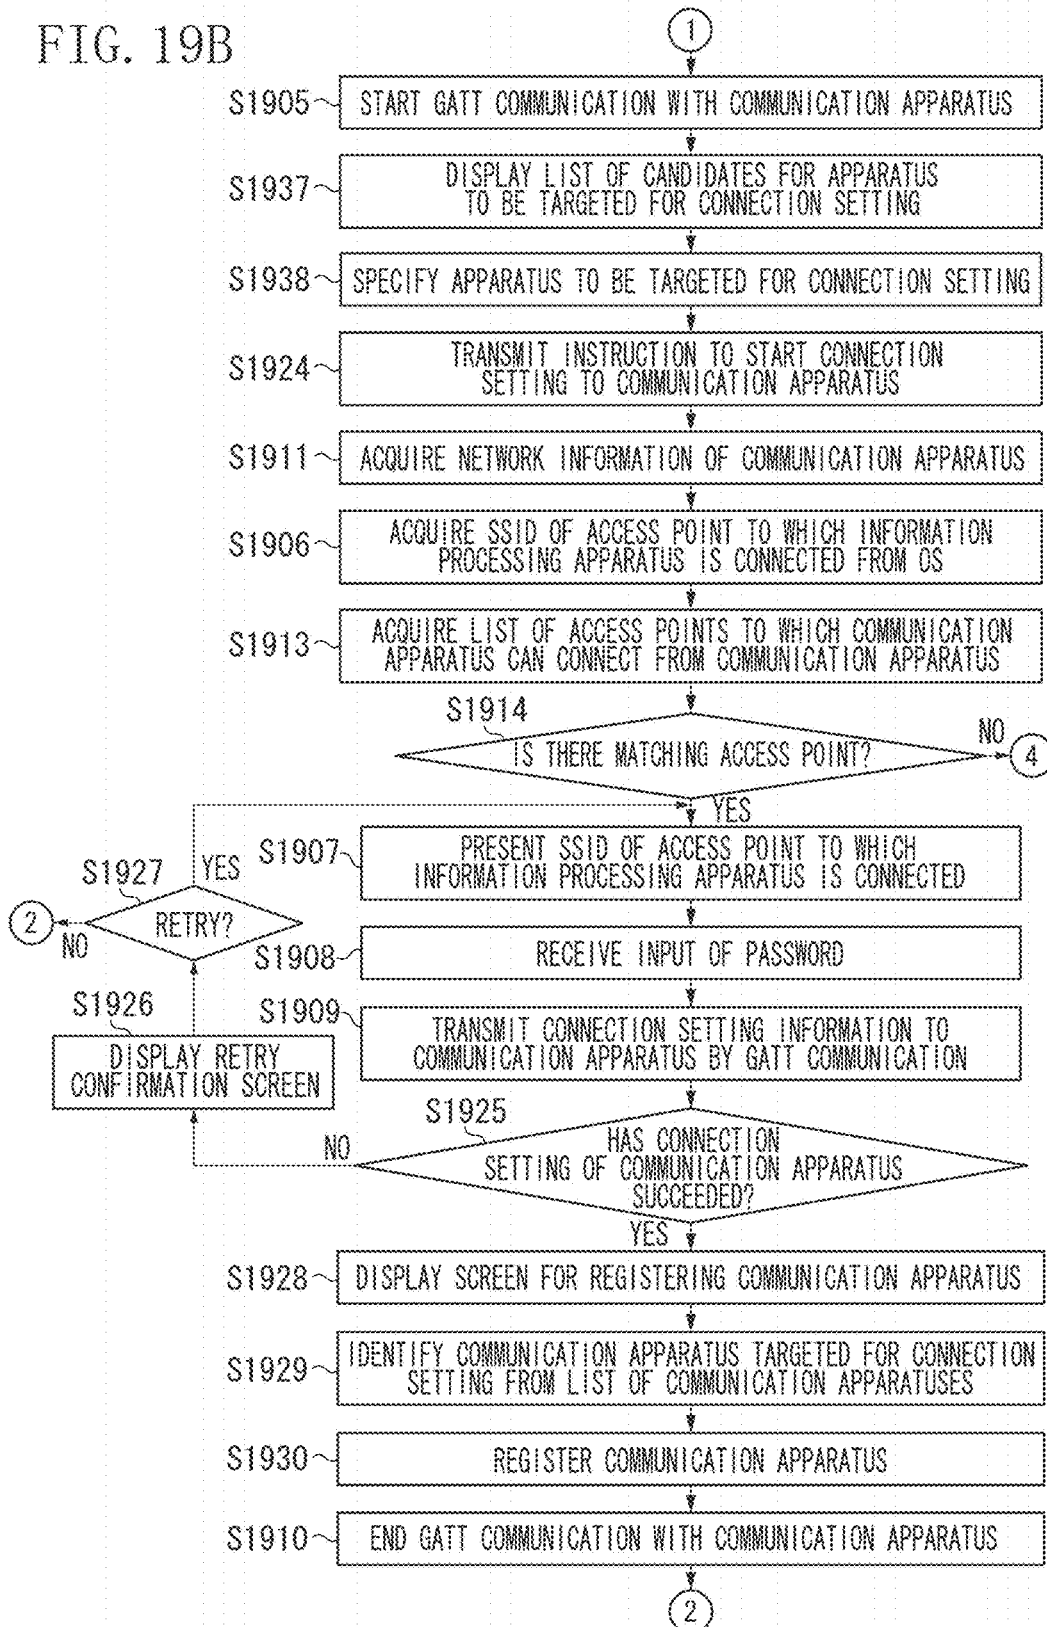 FIG. 19B
1
S1905
START GATT COMMUNICATION WITH COMMUNICATION APPARATUS
S1937
DISPLAY LIST OF CANDIDATES FOR APPARATUS
TO BE TARGETED FOR CONNECTION SETTING
S1938
SPECIFY APPARATUS TO BE TARGETED FOR CONNECTION SETTING
S1924
TRANSMIT INSTRUCTION TO START CONNECTION
SETTING TO COMMUNICATION APPARATUS
S1911
ACQUIRE NETWORK INFORMATION OF COMMUNICATION APPARATUS
S1906
ACQUIRE SSID OF ACCESS POINT TO WHICH INFORMATION
PROCESSING APPARATUS IS CONNECTED FROM OS
S1913
ACQUIRE LIST OF ACCESS POINTS TO WHICH COMMUNICATION
APPARATUS CAN CONNECT FROM COMMUNICATION APPARATUS
S1914
IS THERE MATCHING ACCESS POINT?
NO
4
YES
S1907
PRESENT SSID OF ACCESS POINT TO WHICH
INFORMATION PROCESSING APPARATUS IS CONNECTED
S1927
YES
RETRY?
2
NO
S1908
RECEIVE INPUT OF PASSWORD
S1926
DISPLAY RETRY
CONFIRMATION SCREEN
S1909
TRANSMIT CONNECTION SETTING INFORMATION TO
COMMUNICATION APPARATUS BY GATT COMMUNICATION
S1925
NO
HAS CONNECTION
SETTING OF COMMUNICATION APPARATUS
SUCCEEDED?
YES
S1928
DISPLAY SCREEN FOR REGISTERING COMMUNICATION APPARATUS
S1929
IDENTIFY COMMUNICATION APPARATUS TARGETED FOR CONNECTION
SETTING FROM LIST OF COMMUNICATION APPARATUSES
S1930
REGISTER COMMUNICATION APPARATUS
S1910
END GATT COMMUNICATION WITH COMMUNICATION APPARATUS
2